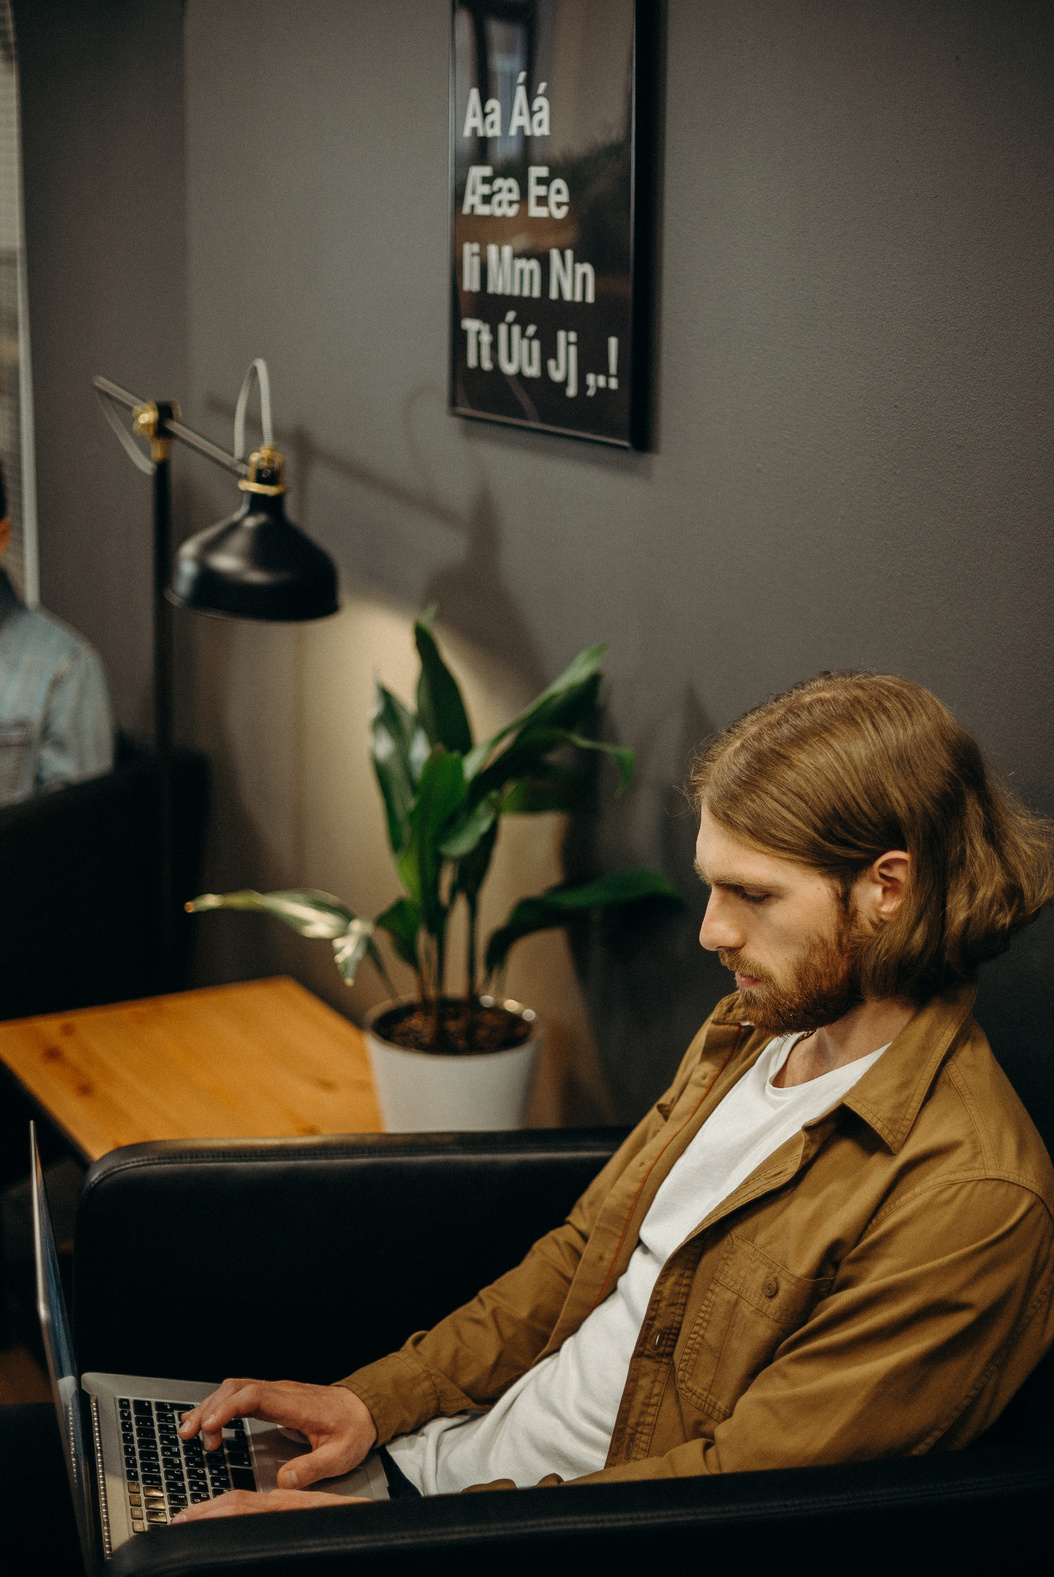 Aa Áá
Ææ Ee
Ii Mm Nn
Tt Úú Jj ,.!